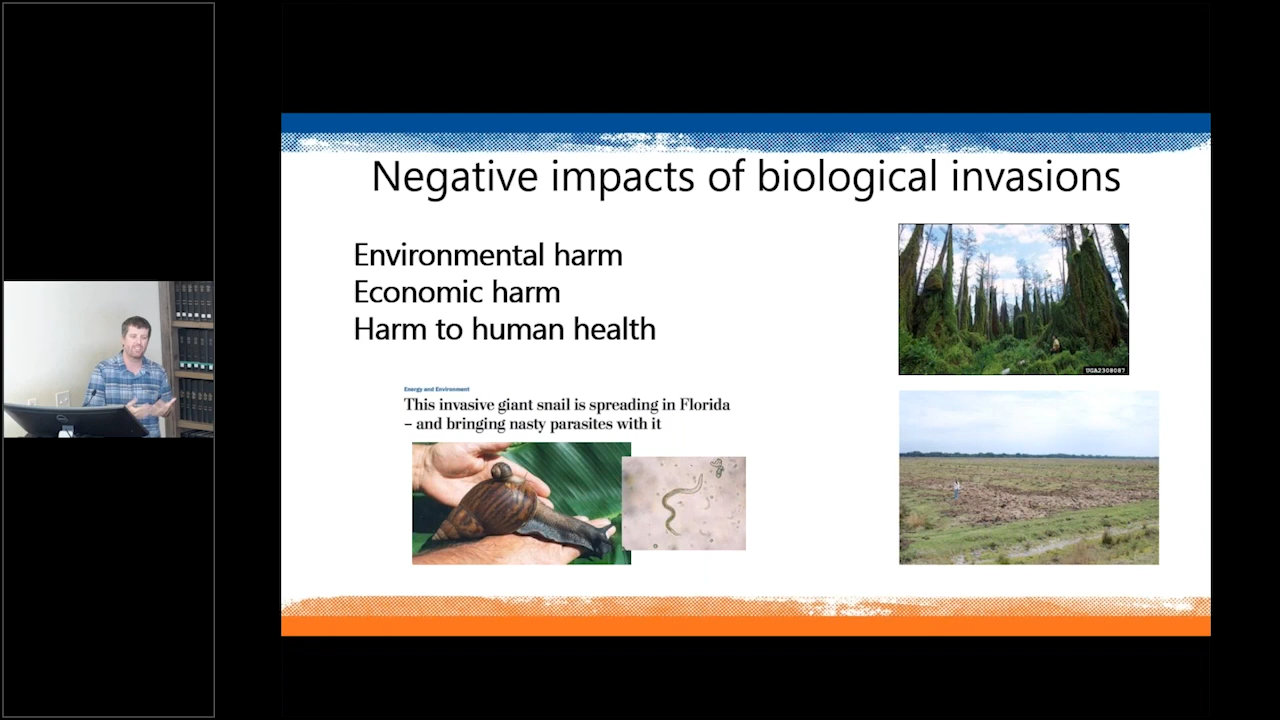 Negative impacts of biological invasions
Environmental harm
Economic harm
Harm to human health
Energy and Environment
This invasive giant snail is spreading in Florida
– and bringing nasty parasites with it
UGA2308087